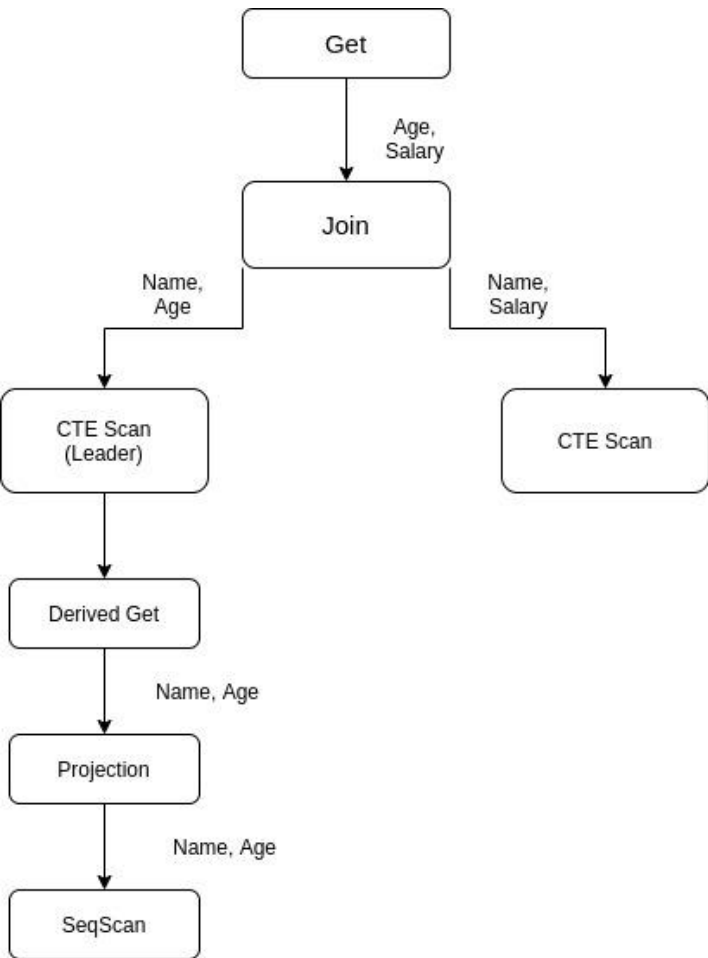 Get
Age,
Salary
Join
Name,
Age
Name,
Salary
CTE Scan
(Leader)
CTE Scan
Derived Get
Name, Age
Projection
Name, Age
SeqScan